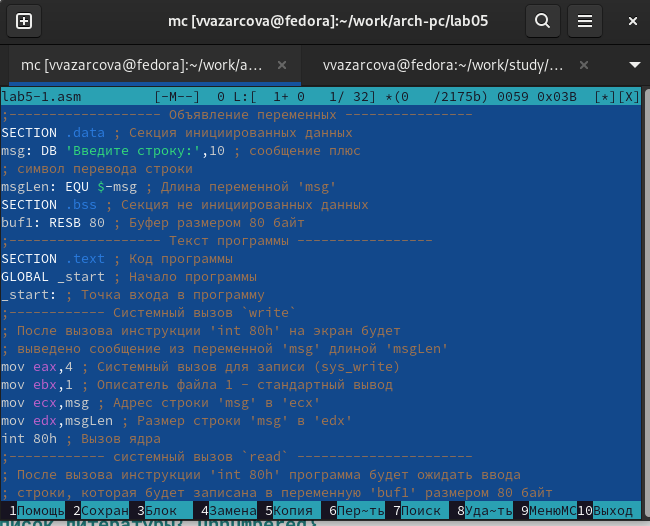 mc [vvazarcova@fedora]:~/work/arch-pc/lab05
mc [vvazarcova@fedora]:~/work/a... × vvazarcova@fedora:~/work/study/... ×
lab5-1.asm [-M--] 0 L:[ 1+ 0 1/ 32] *(0 /2175b) 0059 0x03B [*][X]
;------------------- Объявление переменных ----------------
SECTION .data ; Секция инициированных данных
msg: DB 'Введите строку:',10 ; сообщение плюс
; символ перевода строки
msgLen: EQU $-msg ; Длина переменной 'msg'
SECTION .bss ; Секция не инициированных данных
buf1: RESB 80 ; Буфер размером 80 байт
;------------------- Текст программы -----------------
SECTION .text ; Код программы
GLOBAL _start ; Начало программы
_start: ; Точка входа в программу
;------------ Системный вызов `write`
; После вызова инструкции 'int 80h' на экран будет
; выведено сообщение из переменной 'msg' длиной 'msgLen'
mov eax,4 ; Системный вызов для записи (sys_write)
mov ebx,1 ; Описатель файла 1 - стандартный вывод
mov ecx,msg ; Адрес строки 'msg' в 'ecx'
mov edx,msgLen ; Размер строки 'msg' в 'edx'
int 80h ; Вызов ядра
;------------ системный вызов `read` ----------------------
; После вызова инструкции 'int 80h' программа будет ожидать ввода
; строки, которая будет записана в переменную 'buf1' размером 80 байт
1Помощь 2Сохран 3Блок 4Замена 5Копия 6Пер~ть 7Поиск 8Уда~ть 9МенюMC 10Выход